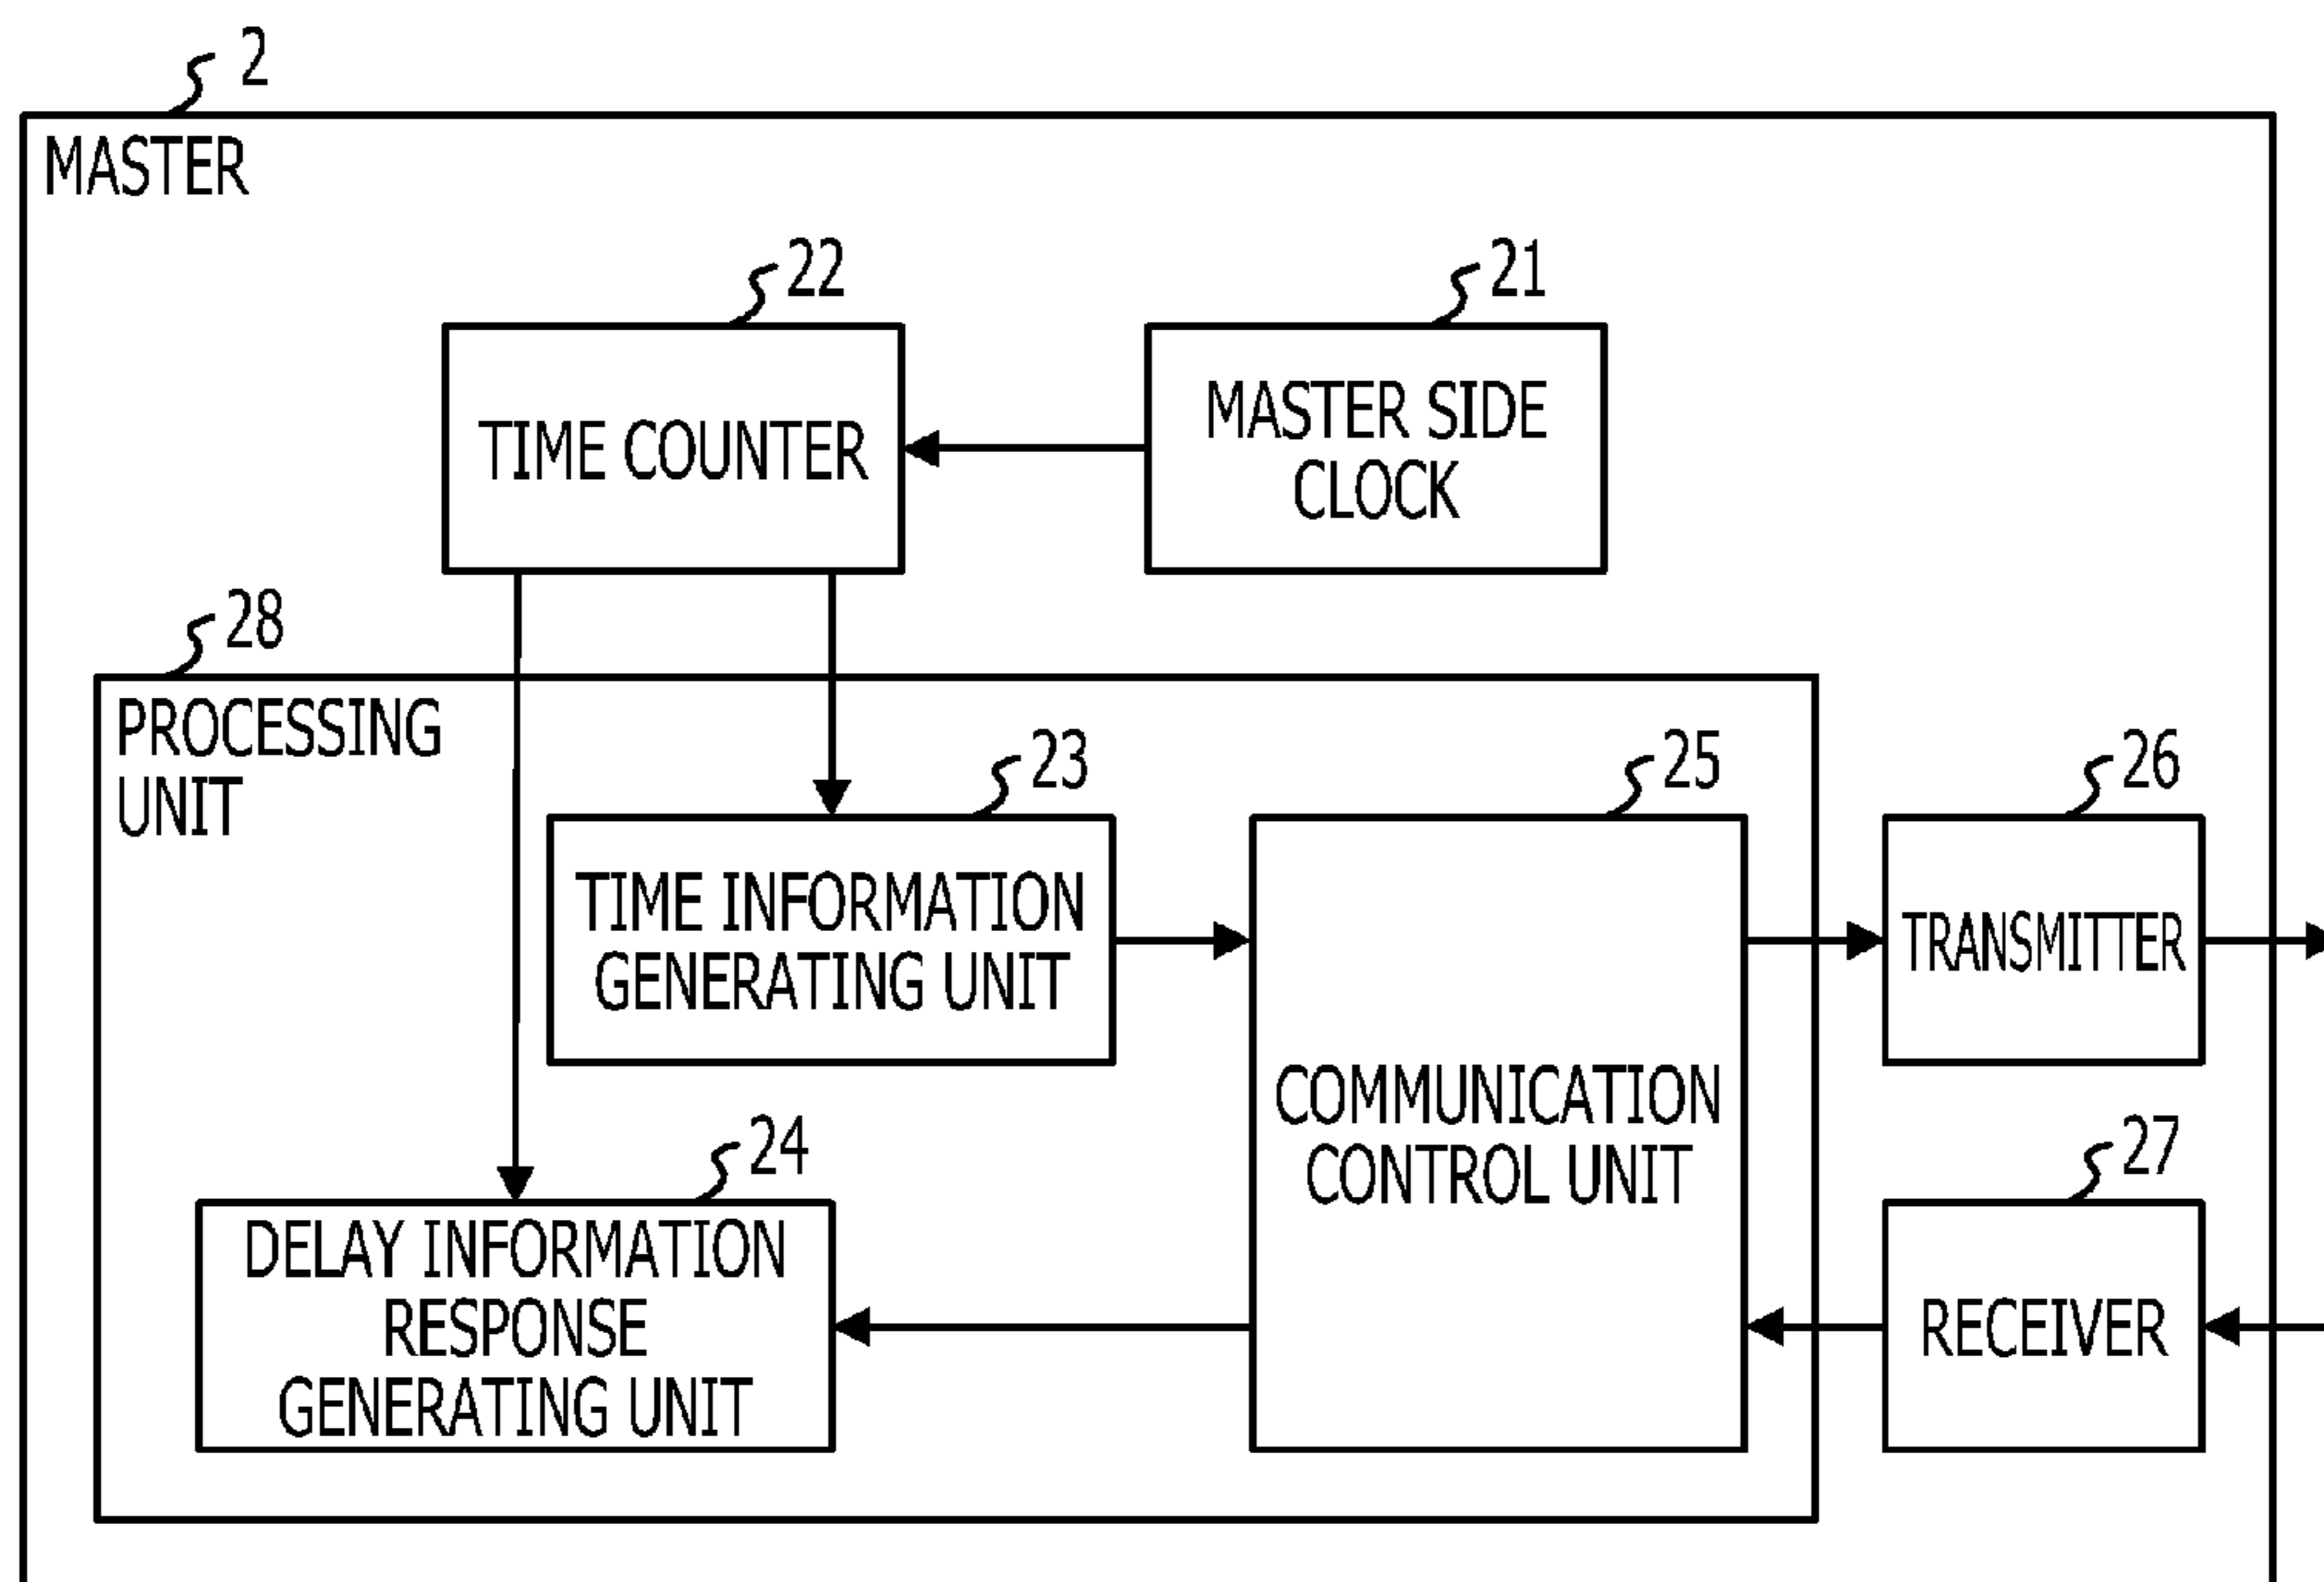 2
MASTER
22
21
TIME COUNTER
MASTER SIDE
CLOCK
28
PROCESSING
UNIT
23
25
26
TIME INFORMATION
GENERATING UNIT
TRANSMITTER
COMMUNICATION
CONTROL UNIT
24
27
DELAY INFORMATION
RESPONSE
GENERATING UNIT
RECEIVER